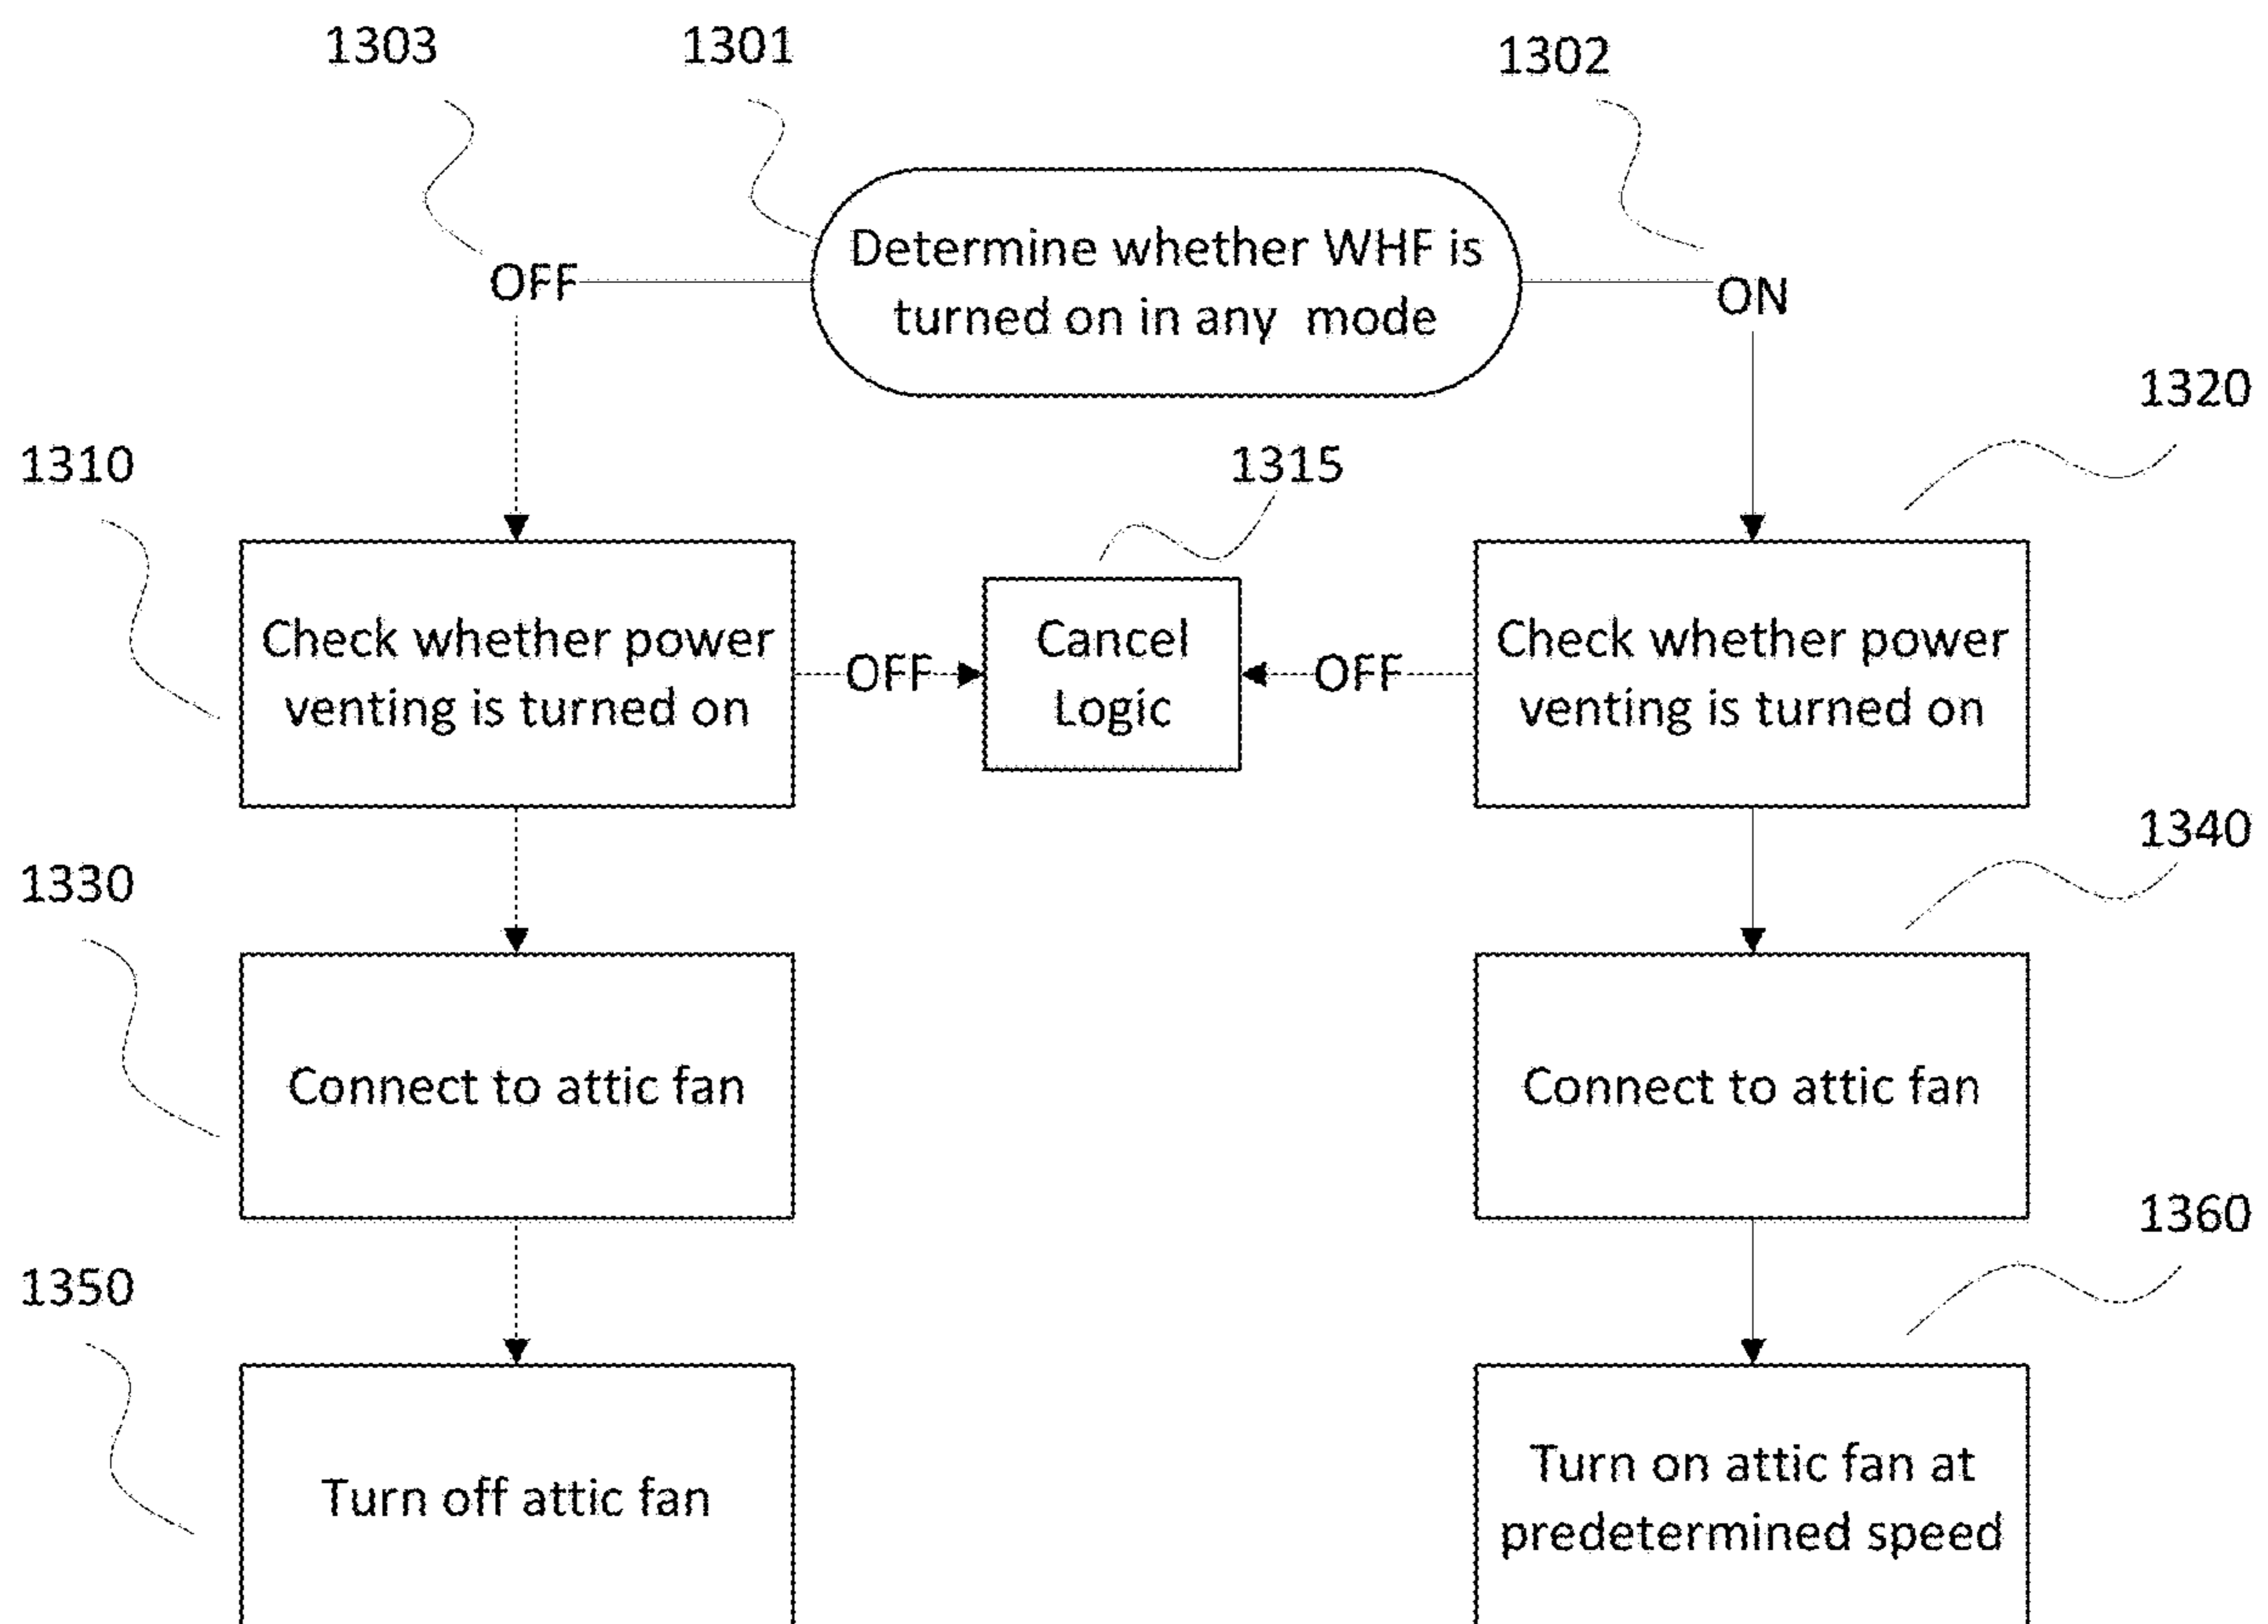 1303
1301
1302
Determine whether WHF is
turned on in any mode
OFF
ON
1320
1310
1315
Check whether power
venting is turned on
OFF
Cancel
Logic
OFF
Check whether power
venting is turned on
1340
1330
Connect to attic fan
Connect to attic fan
1360
1350
Turn off attic fan
Turn on attic fan at
predetermined speed